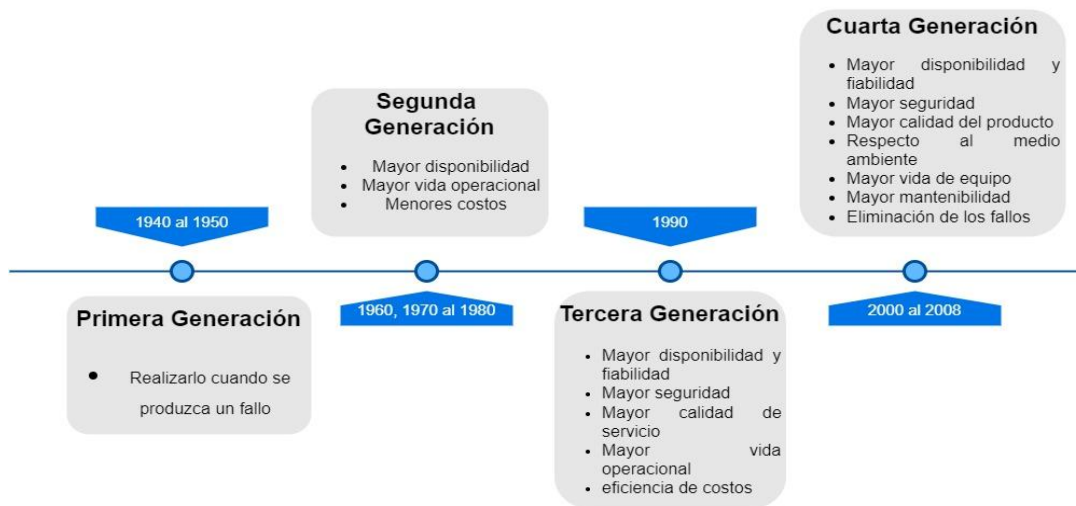 1940 al 1950
Primera Generación
• Realizarlo cuando se
produzca un fallo
Segunda
Generación
• Mayor disponibilidad
• Mayor vida operacional
• Menores costos
1960, 1970 al 1980
1990
Tercera Generación
• Mayor disponibilidad y
fiabilidad
• Mayor seguridad
• Mayor calidad de
servicio
• Mayor vida
operacional
• eficiencia de costos
Cuarta Generación
• Mayor disponibilidad y
fiabilidad
• Mayor seguridad
• Mayor calidad del producto
• Respecto al medio
ambiente
• Mayor vida de equipo
• Mayor mantenibilidad
• Eliminación de los fallos
2000 al 2008